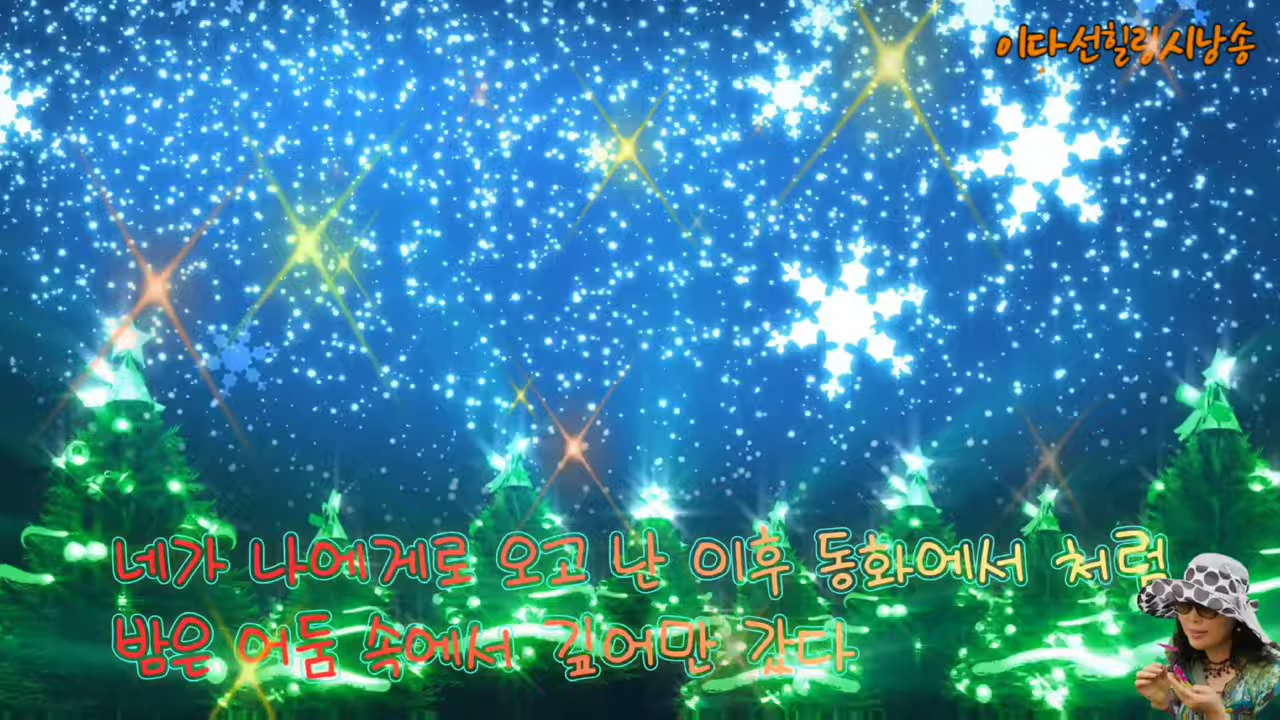 이다선힐링시낭송
네가 나에게로 오고 난 이후 동화에서 처럼
밤은 어둠 속에서 깊어만 갔다